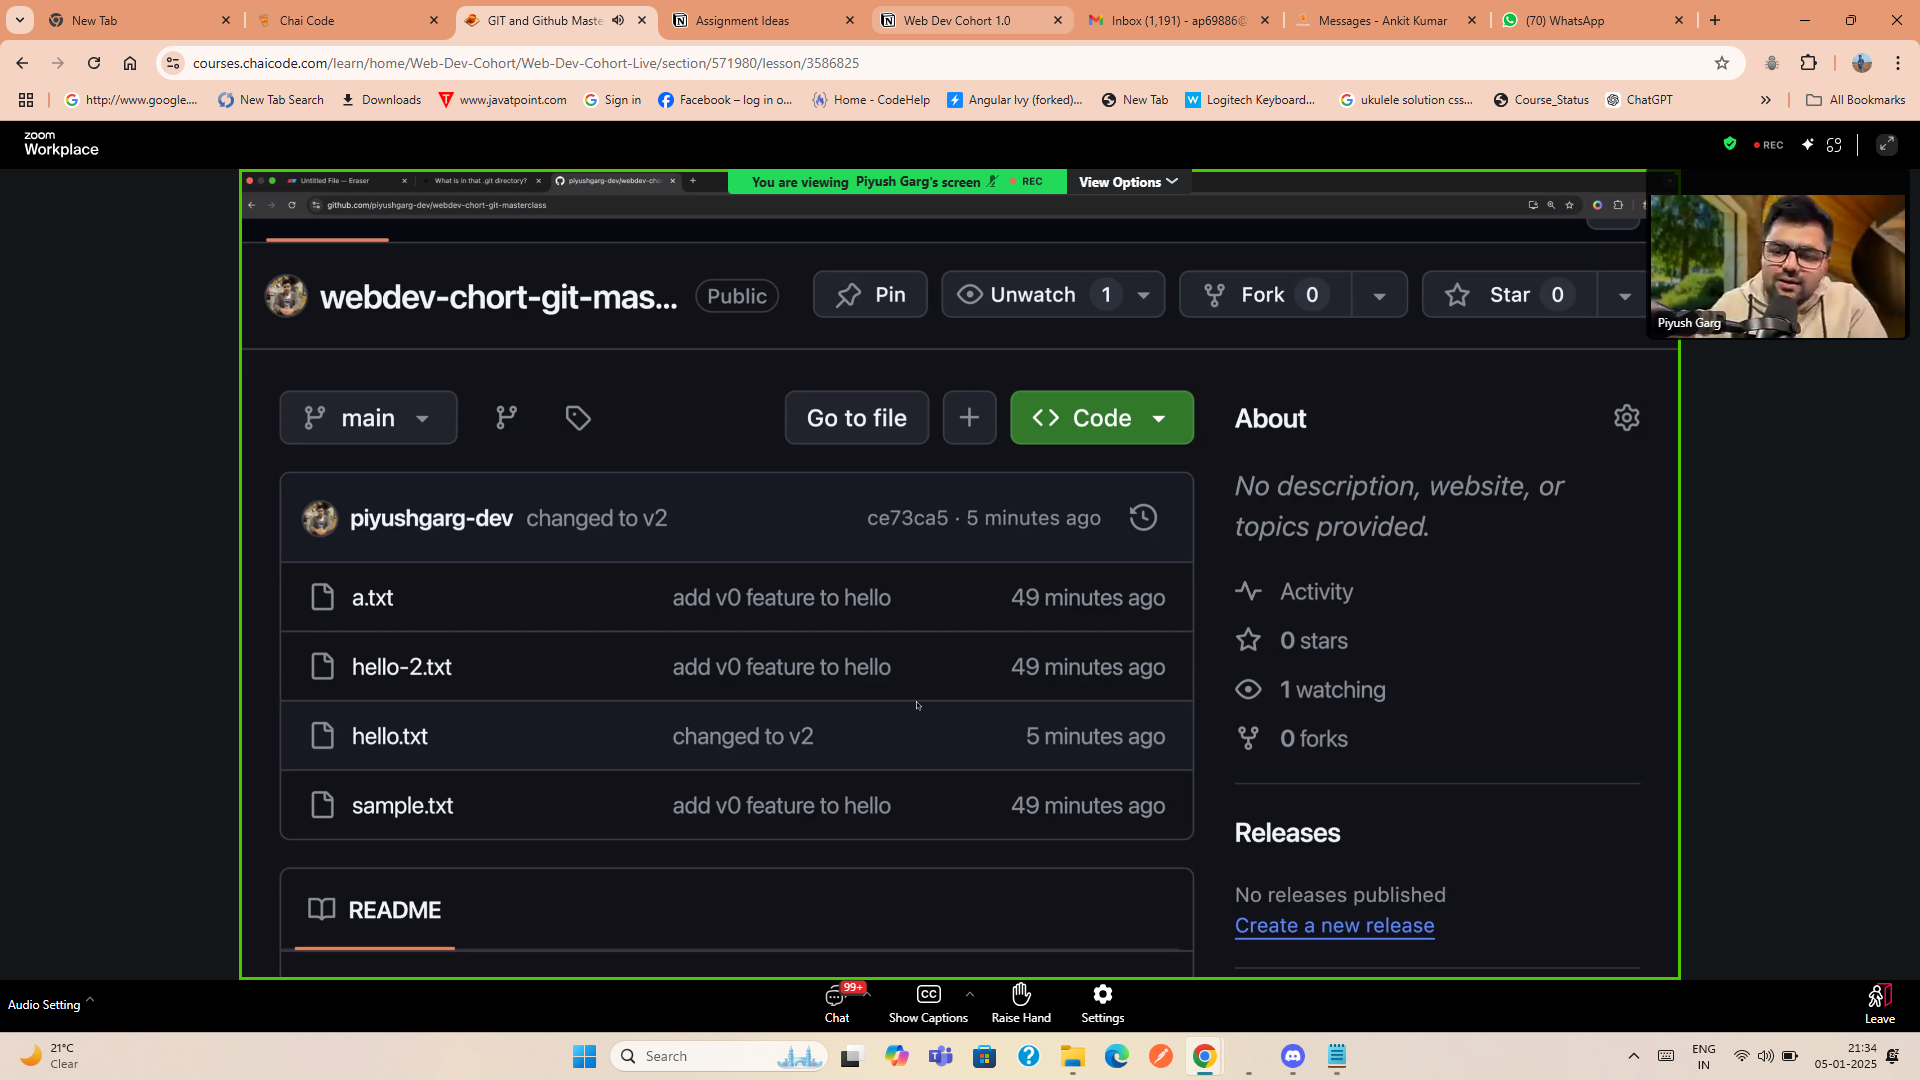 New Tab
Chai Code
GIT and Github Maste
Assignment Ideas
Web Dev Cohort 1.0
Inbox (1,191) - ap69886@
Messages - Ankit Kumar
(70) WhatsApp
courses.chaicode.com/learn/home/Web-Dev-Cohort/Web-Dev-Cohort-Live/section/571980/lesson/3586825
http://www.google....
New Tab Search
Downloads
www.javatpoint.com
Sign in
Facebook – log in o...
Home - CodeHelp
Angular Ivy (forked)...
New Tab
Logitech Keyboard...
ukulele solution css...
Course_Status
ChatGPT
All Bookmarks
zoom
Workplace
REC
Untitled File — Eraser
What is in that .git directory?
piyushgarg-dev/webdev-cho
You are viewing Piyush Garg's screen
REC
View Options
github.com/piyushgarg-dev/webdev-chort-git-masterclass
Piyush Garg
webdev-chort-git-mas...
Public
Pin
Unwatch 1
Fork 0
Star 0
main
Go to file
Code
About
No description, website, or
topics provided.
piyushgarg-dev changed to v2 ce73ca5 · 5 minutes ago
a.txt add v0 feature to hello 49 minutes ago
hello-2.txt add v0 feature to hello 49 minutes ago
hello.txt changed to v2 5 minutes ago
sample.txt add v0 feature to hello 49 minutes ago
Activity
0 stars
1 watching
0 forks
Releases
No releases published
Create a new release
README
Audio Setting
99+
Chat
CC
Show Captions
Raise Hand
Settings
Leave
21°C
Clear
Search
ENG
IN
21:34
05-01-2025